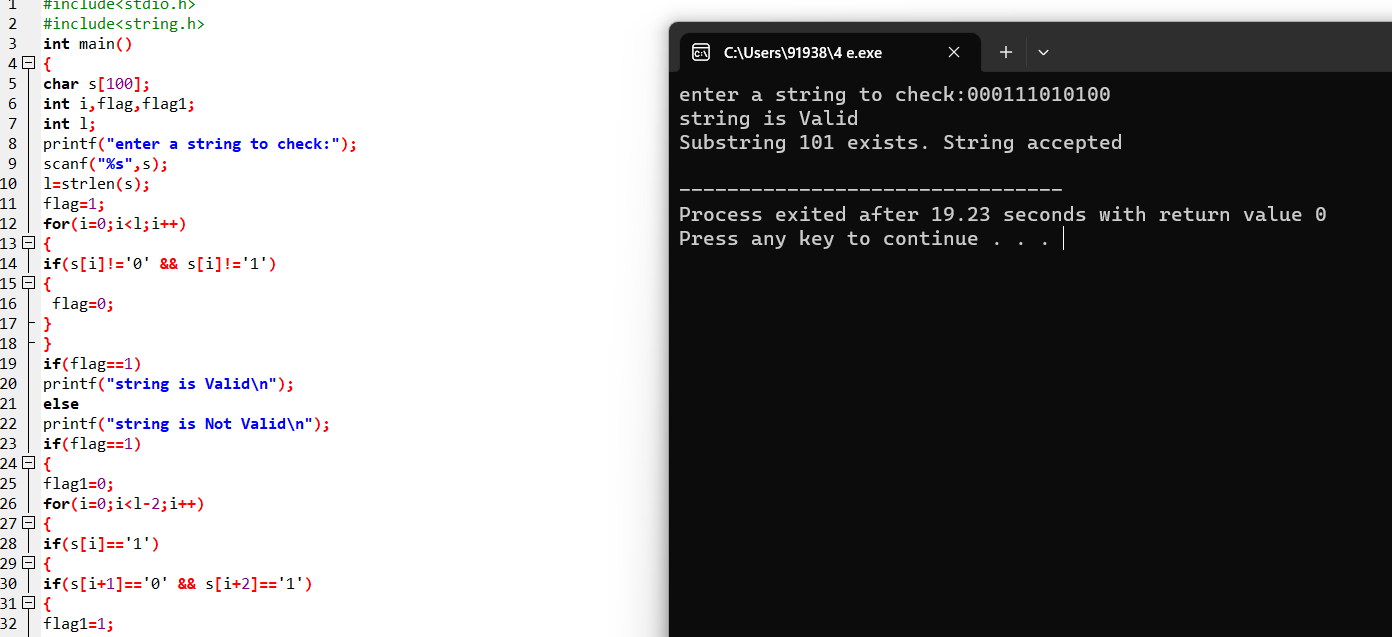 1 #include<stdio.h>
2 #include<string.h>
3 int main()
4 {
5 char s[100];
6 int i,flag,flag1;
7 int l;
8 printf("enter a string to check:");
9 scanf("%s",s);
10 l=strlen(s);
11 flag=1;
12 for(i=0;i<l;i++)
13 {
14 if(s[i]!='0' && s[i]!='1')
15 {
16 flag=0;
17 }
18 }
19 if(flag==1)
20 printf("string is Valid\n");
21 else
22 printf("string is Not Valid\n");
23 if(flag==1)
24 {
25 flag1=0;
26 for(i=0;i<l-2;i++)
27 {
28 if(s[i]=='1')
29 {
30 if(s[i+1]=='0' && s[i+2]=='1')
31 {
32 flag1=1;
C:\Users\91938\4 e.exe
enter a string to check:000111010100
string is Valid
Substring 101 exists. String accepted
--------------------------------
Process exited after 19.23 seconds with return value 0
Press any key to continue . . .